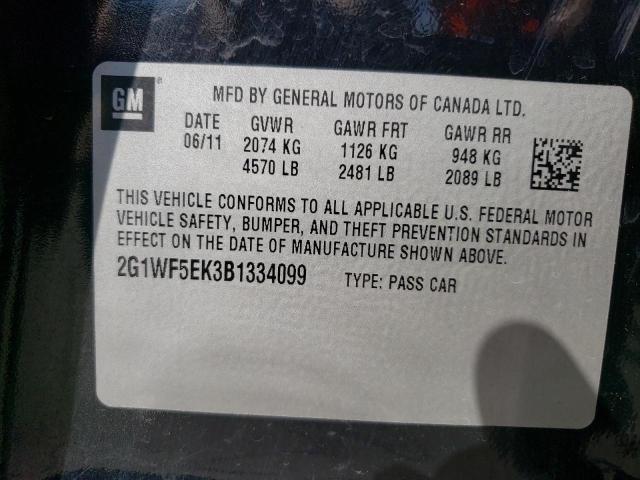 GM
®
MFD BY GENERAL MOTORS OF CANADA LTD.
DATE GVWR GAWR FRT GAWR RR
06/11 2074 KG 1126 KG 948 KG
4570 LB 2481 LB 2089 LB
THIS VEHICLE CONFORMS TO ALL APPLICABLE U.S. FEDERAL MOTOR
VEHICLE SAFETY, BUMPER, AND THEFT PREVENTION STANDARDS IN
EFFECT ON THE DATE OF MANUFACTURE SHOWN ABOVE.
2G1WF5EK3B1334099 TYPE: PASS CAR